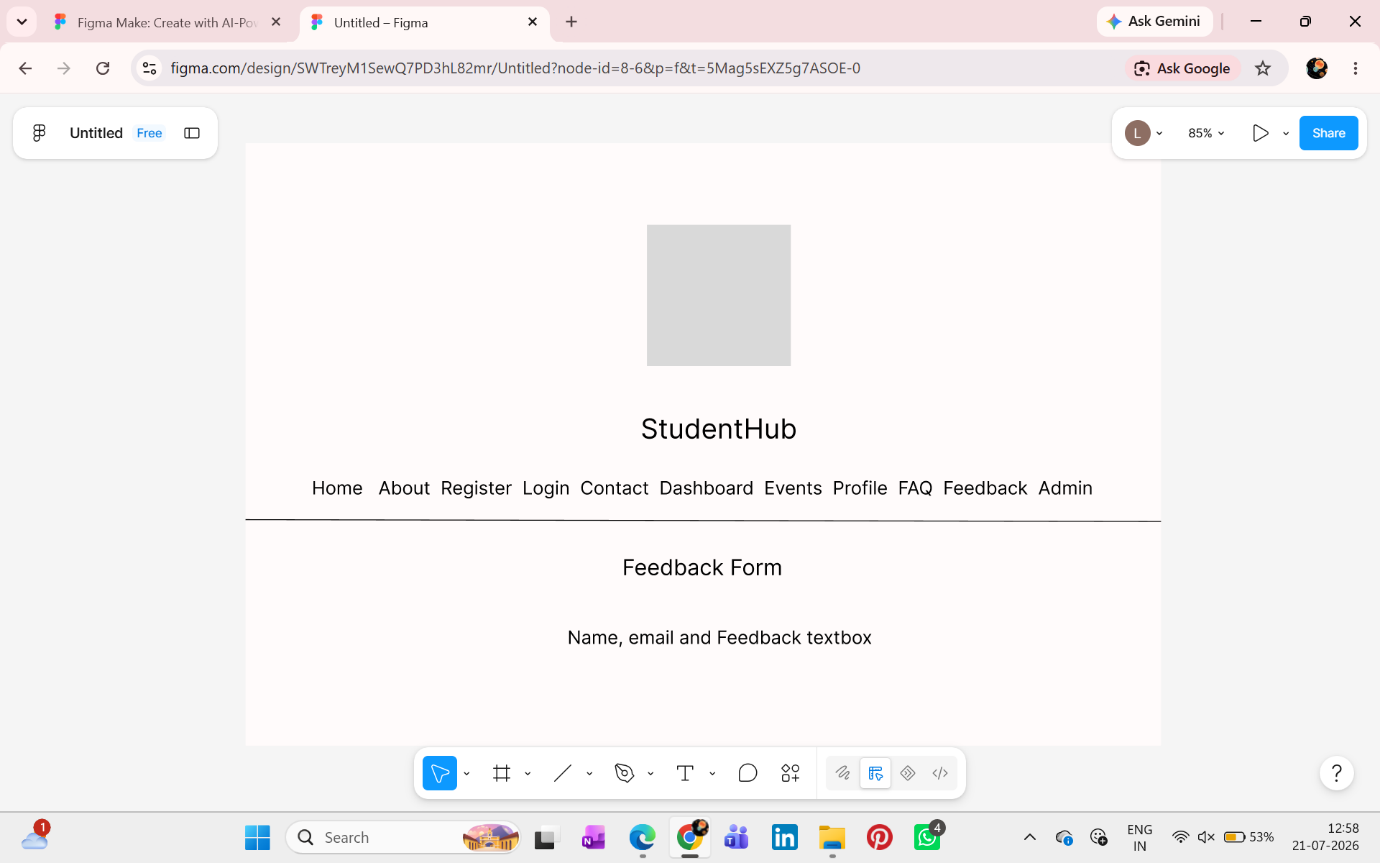 Figma Make: Create with AI-Pow
Untitled – Figma
Ask Gemini
figma.com/design/SWTreyM1SewQ7PD3hL82mr/Untitled?node-id=8-6&p=f&t=5Mag5sEXZ5g7ASOE-0
Ask Google
Untitled Free
L
85%
Share
StudentHub
Home About Register Login Contact Dashboard Events Profile FAQ Feedback Admin
Feedback Form
Name, email and Feedback textbox
T
?
1
Search
N
T
in
4
ENG
IN
53%
12:58
21-07-2026